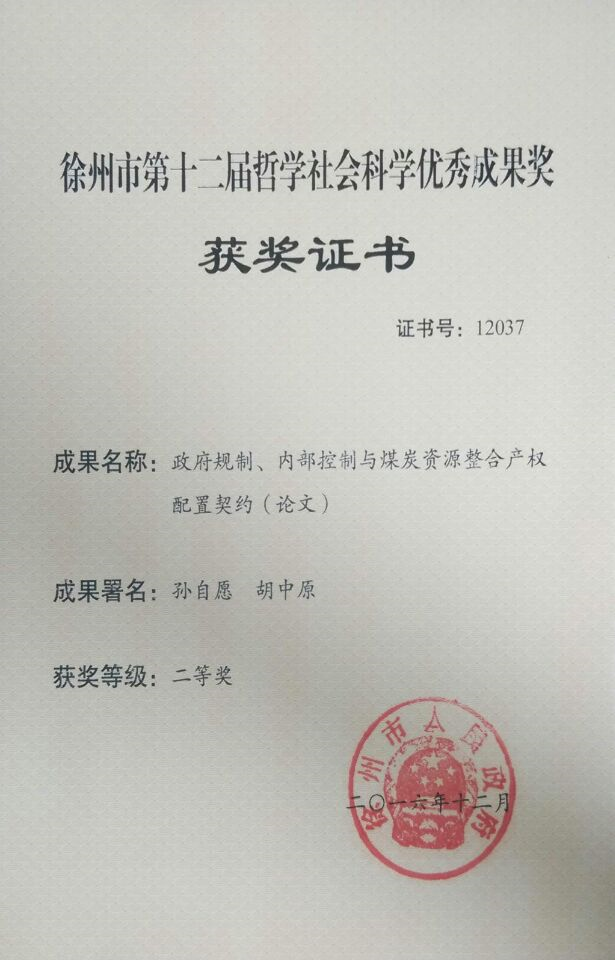 徐州市第十二届哲学社会科学优秀成果奖
获奖证书
证书号：12037
成果名称：政府规制、内部控制与煤炭资源整合产权
配置契约（论文）
成果署名：孙自愿 胡中原
获奖等级：二等奖
徐州市人民政府
二〇一六年十二月